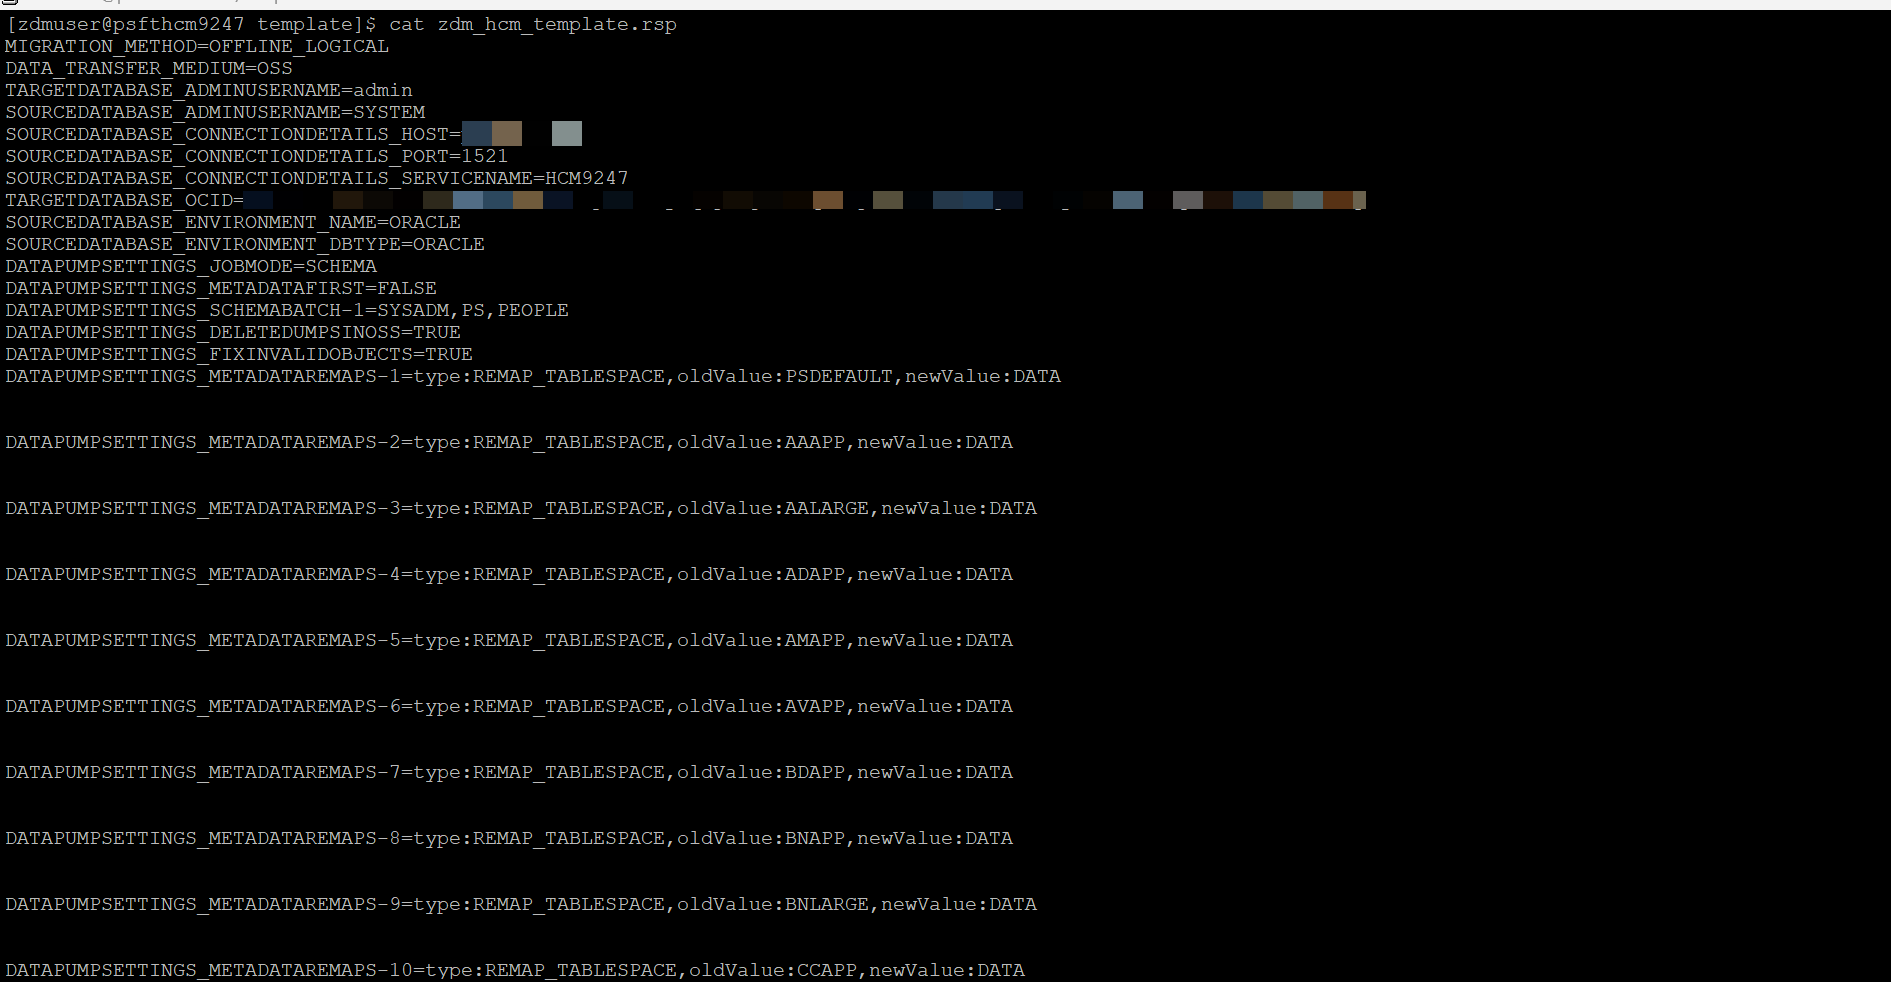 [zdmuser@psfthcm9247 template]$ cat zdm_hcm_template.rsp
MIGRATION_METHOD=OFFLINE_LOGICAL
DATA_TRANSFER_MEDIUM=OSS
TARGETDATABASE_ADMINUSERNAME=admin
SOURCEDATABASE_ADMINUSERNAME=SYSTEM
SOURCEDATABASE_CONNECTIONDETAILS_HOST=
SOURCEDATABASE_CONNECTIONDETAILS_PORT=1521
SOURCEDATABASE_CONNECTIONDETAILS_SERVICENAME=HCM9247
TARGETDATABASE_OCID=
SOURCEDATABASE_ENVIRONMENT_NAME=ORACLE
SOURCEDATABASE_ENVIRONMENT_DBTYPE=ORACLE
DATAPUMPSETTINGS_JOBMODE=SCHEMA
DATAPUMPSETTINGS_METADATAFIRST=FALSE
DATAPUMPSETTINGS_SCHEMABATCH-1=SYSADM,PS,PEOPLE
DATAPUMPSETTINGS_DELETEDUMPSINOSS=TRUE
DATAPUMPSETTINGS_FIXINVALIDOBJECTS=TRUE
DATAPUMPSETTINGS_METADATAREMAPS-1=type:REMAP_TABLESPACE,oldValue:PSDEFAULT,newValue:DATA
DATAPUMPSETTINGS_METADATAREMAPS-2=type:REMAP_TABLESPACE,oldValue:AAAPP,newValue:DATA
DATAPUMPSETTINGS_METADATAREMAPS-3=type:REMAP_TABLESPACE,oldValue:AALARGE,newValue:DATA
DATAPUMPSETTINGS_METADATAREMAPS-4=type:REMAP_TABLESPACE,oldValue:ADAPP,newValue:DATA
DATAPUMPSETTINGS_METADATAREMAPS-5=type:REMAP_TABLESPACE,oldValue:AMAPP,newValue:DATA
DATAPUMPSETTINGS_METADATAREMAPS-6=type:REMAP_TABLESPACE,oldValue:AVAPP,newValue:DATA
DATAPUMPSETTINGS_METADATAREMAPS-7=type:REMAP_TABLESPACE,oldValue:BDAPP,newValue:DATA
DATAPUMPSETTINGS_METADATAREMAPS-8=type:REMAP_TABLESPACE,oldValue:BNAPP,newValue:DATA
DATAPUMPSETTINGS_METADATAREMAPS-9=type:REMAP_TABLESPACE,oldValue:BNLARGE,newValue:DATA
DATAPUMPSETTINGS_METADATAREMAPS-10=type:REMAP_TABLESPACE,oldValue:CCAPP,newValue:DATA